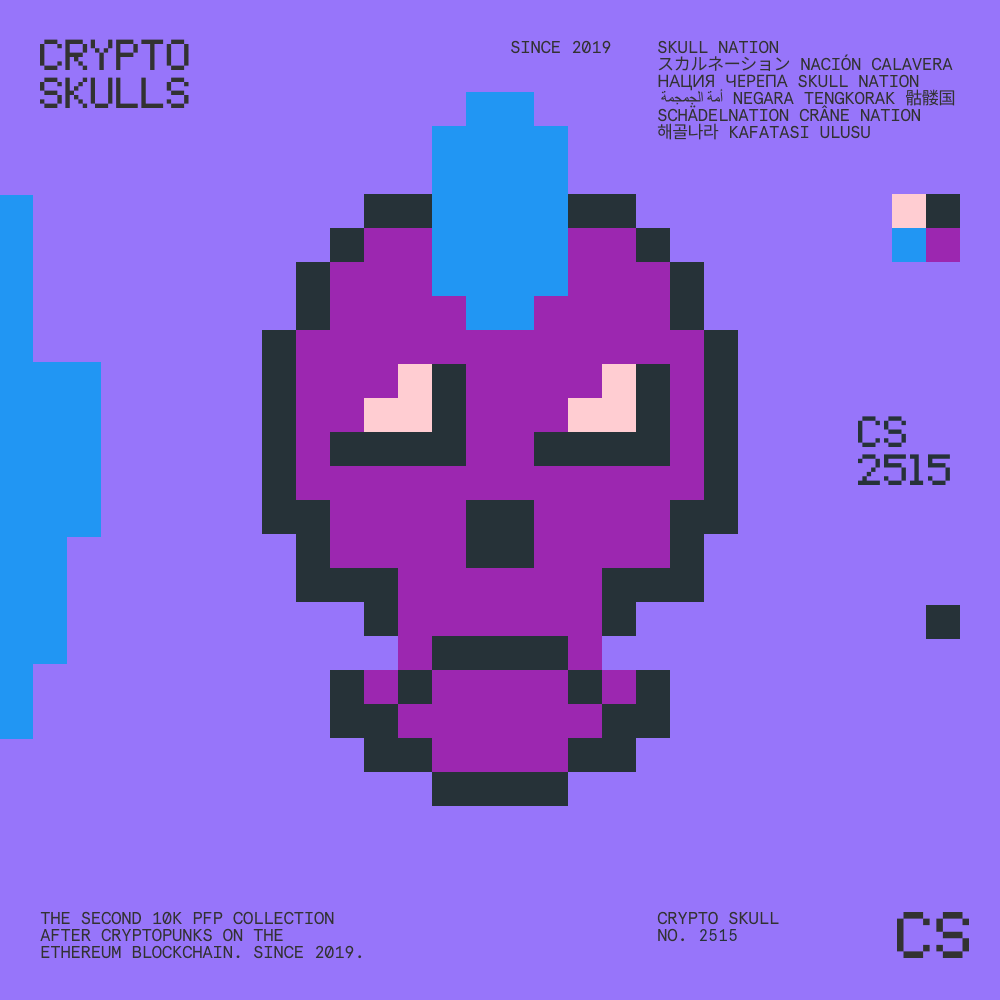 CRYPTO
SKULLS
SINCE 2019
SKULL NATION
スカルネーション NACIÓN CALAVERA
НАЦИЯ ЧЕРЕПА SKULL NATION
أمة الجمجمة NEGARA TENGKORAK 骷髅国
SCHÄDELNATION CRÂNE NATION
해골나라 KAFATASI ULUSU
CS
2515
THE SECOND 10K PFP COLLECTION
AFTER CRYPTOPUNKS ON THE
ETHEREUM BLOCKCHAIN. SINCE 2019.
CRYPTO SKULL
NO. 2515
CS